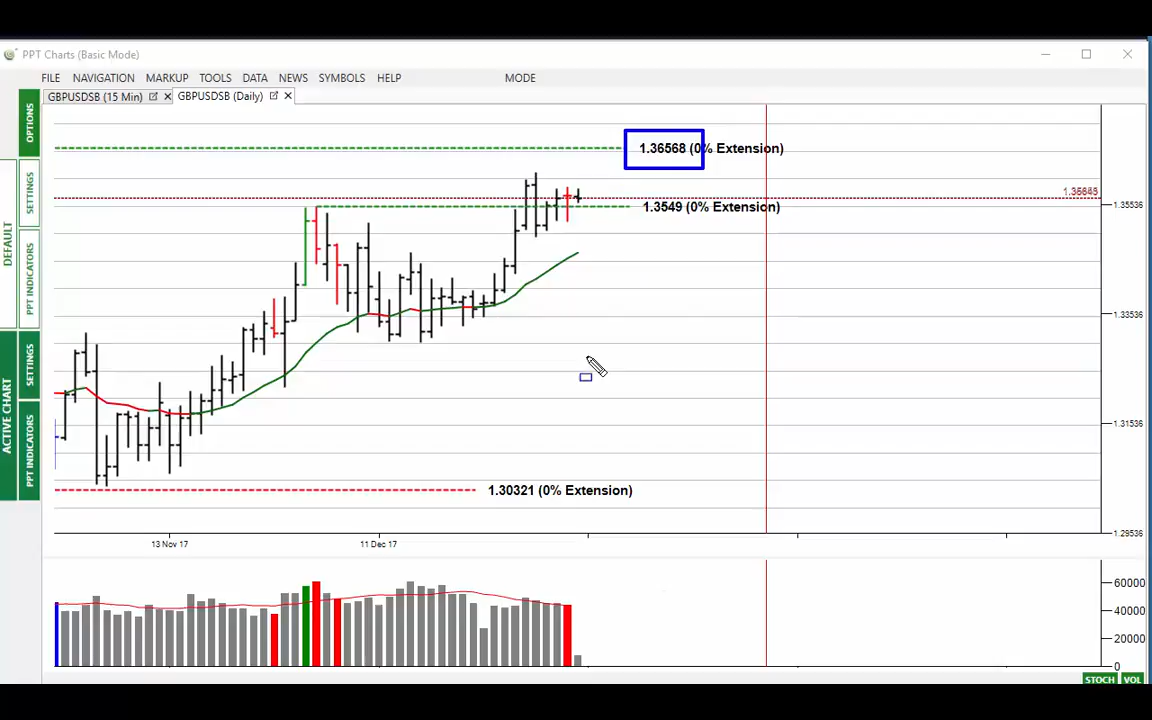 PPT Charts (Basic Mode)
FILE NAVIGATION MARKUP TOOLS DATA NEWS SYMBOLS HELP MODE
GBPUSDSB (15 Min) GBPUSDSB (Daily)
OPTIONS
SETTINGS
PPT INDICATORS
DEFAULT
SETTINGS
PPT INDICATORS
ACTIVE CHART
1.36568 (0% Extension)
1.35536
1.3549 (0% Extension)
1.33536
1.31536
1.30321 (0% Extension)
1.29536
13 Nov 17 11 Dec 17
60000
40000
20000
0
STOCH VOL